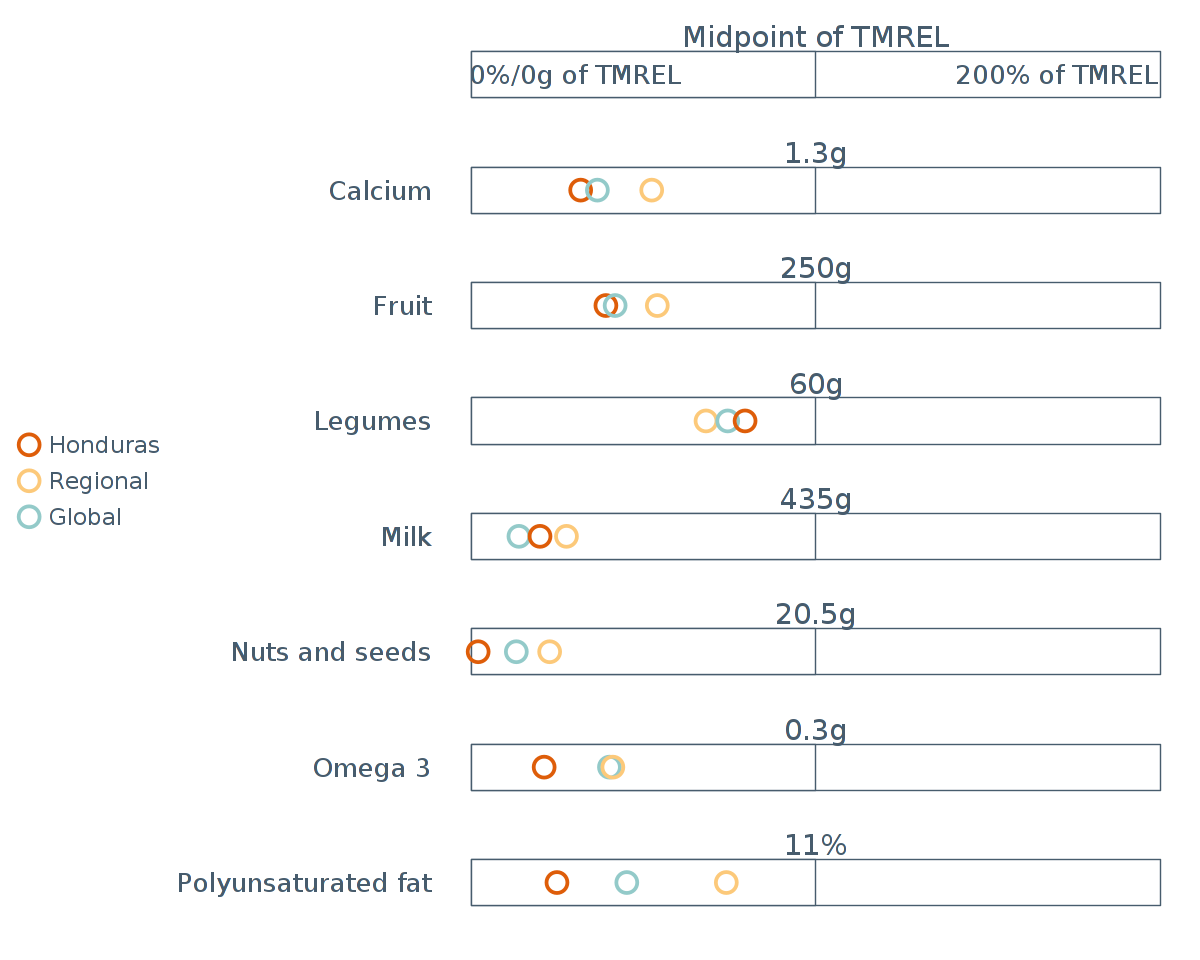 Midpoint of TMREL
0%/0g of TMREL
200% of TMREL
1.3g
Calcium
250g
Fruit
60g
Legumes
Honduras
Regional
Global
435g
Milk
20.5g
Nuts and seeds
0.3g
Omega 3
11%
Polyunsaturated fat